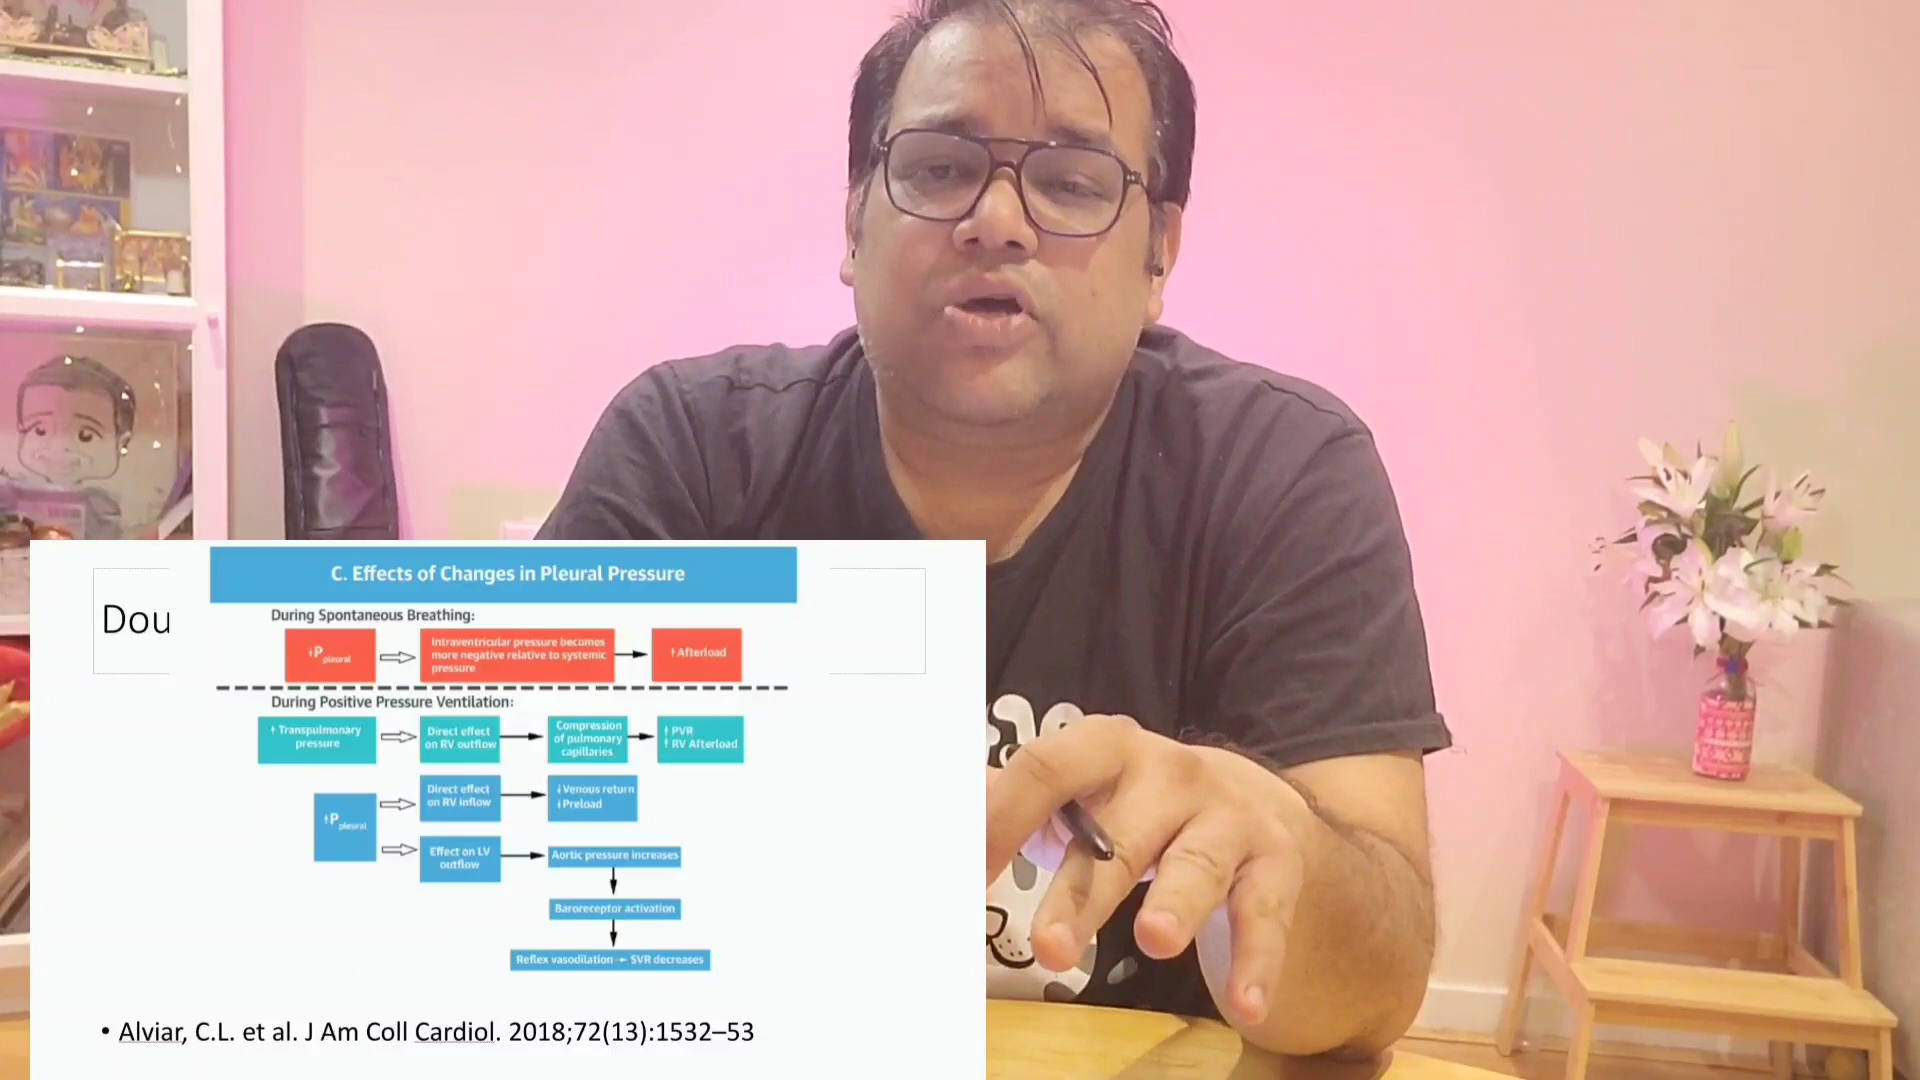 C. Effects of Changes in Pleural Pressure
Dou
During Spontaneous Breathing:
Ppleural
Intraventricular pressure becomes
more negative relative to systemic
pressure
↑ Afterload
During Positive Pressure Ventilation:
↑ Transpulmonary
pressure
Direct effect
on RV outflow
Compression
of pulmonary
capillaries
↑ PVR
↑ RV Afterload
↑Ppleural
Direct effect
on RV inflow
↓Venous return
↓Preload
Effect on LV
outflow
Aortic pressure increases
Baroreceptor activation
Reflex vasodilation → SVR decreases
• Alviar, C.L. et al. J Am Coll Cardiol. 2018;72(13):1532–53